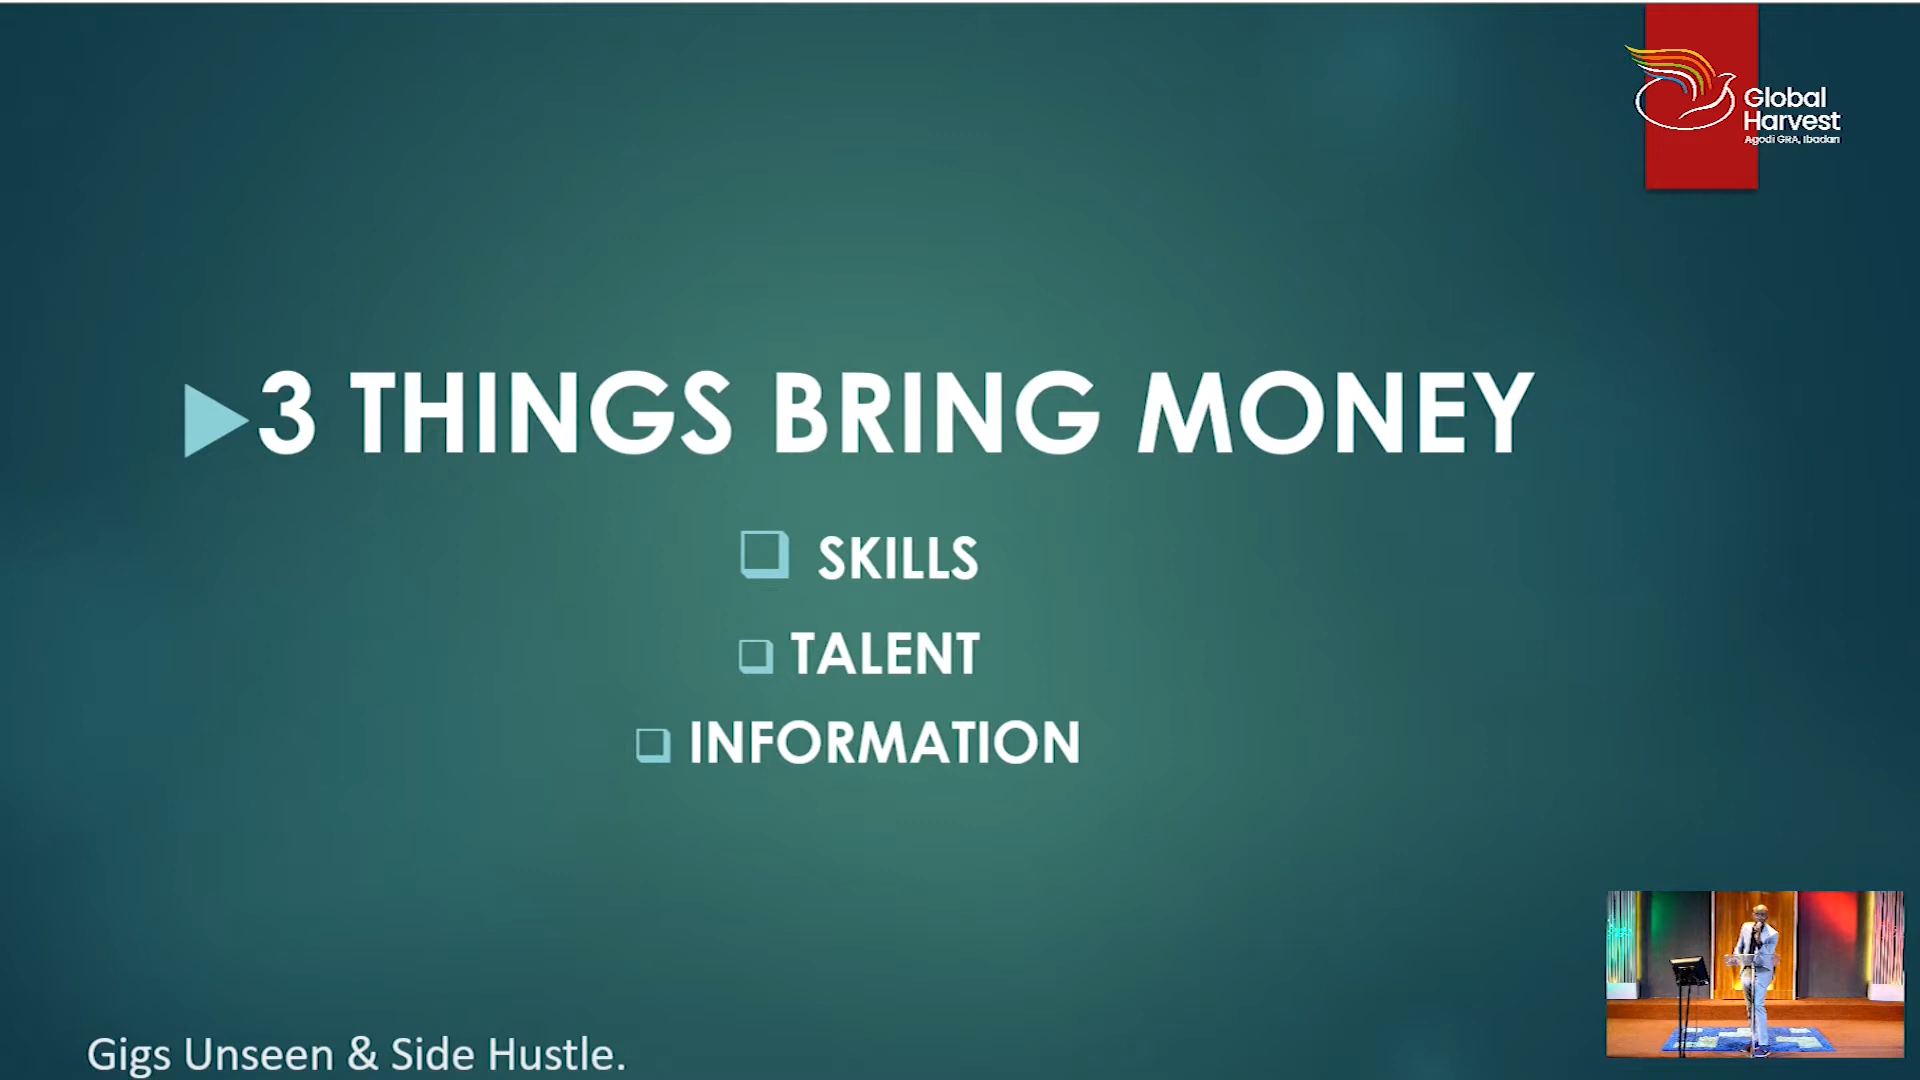 Global
Harvest
Agodi GRA, Ibadan
3 THINGS BRING MONEY
SKILLS
TALENT
INFORMATION
Gigs Unseen & Side Hustle.